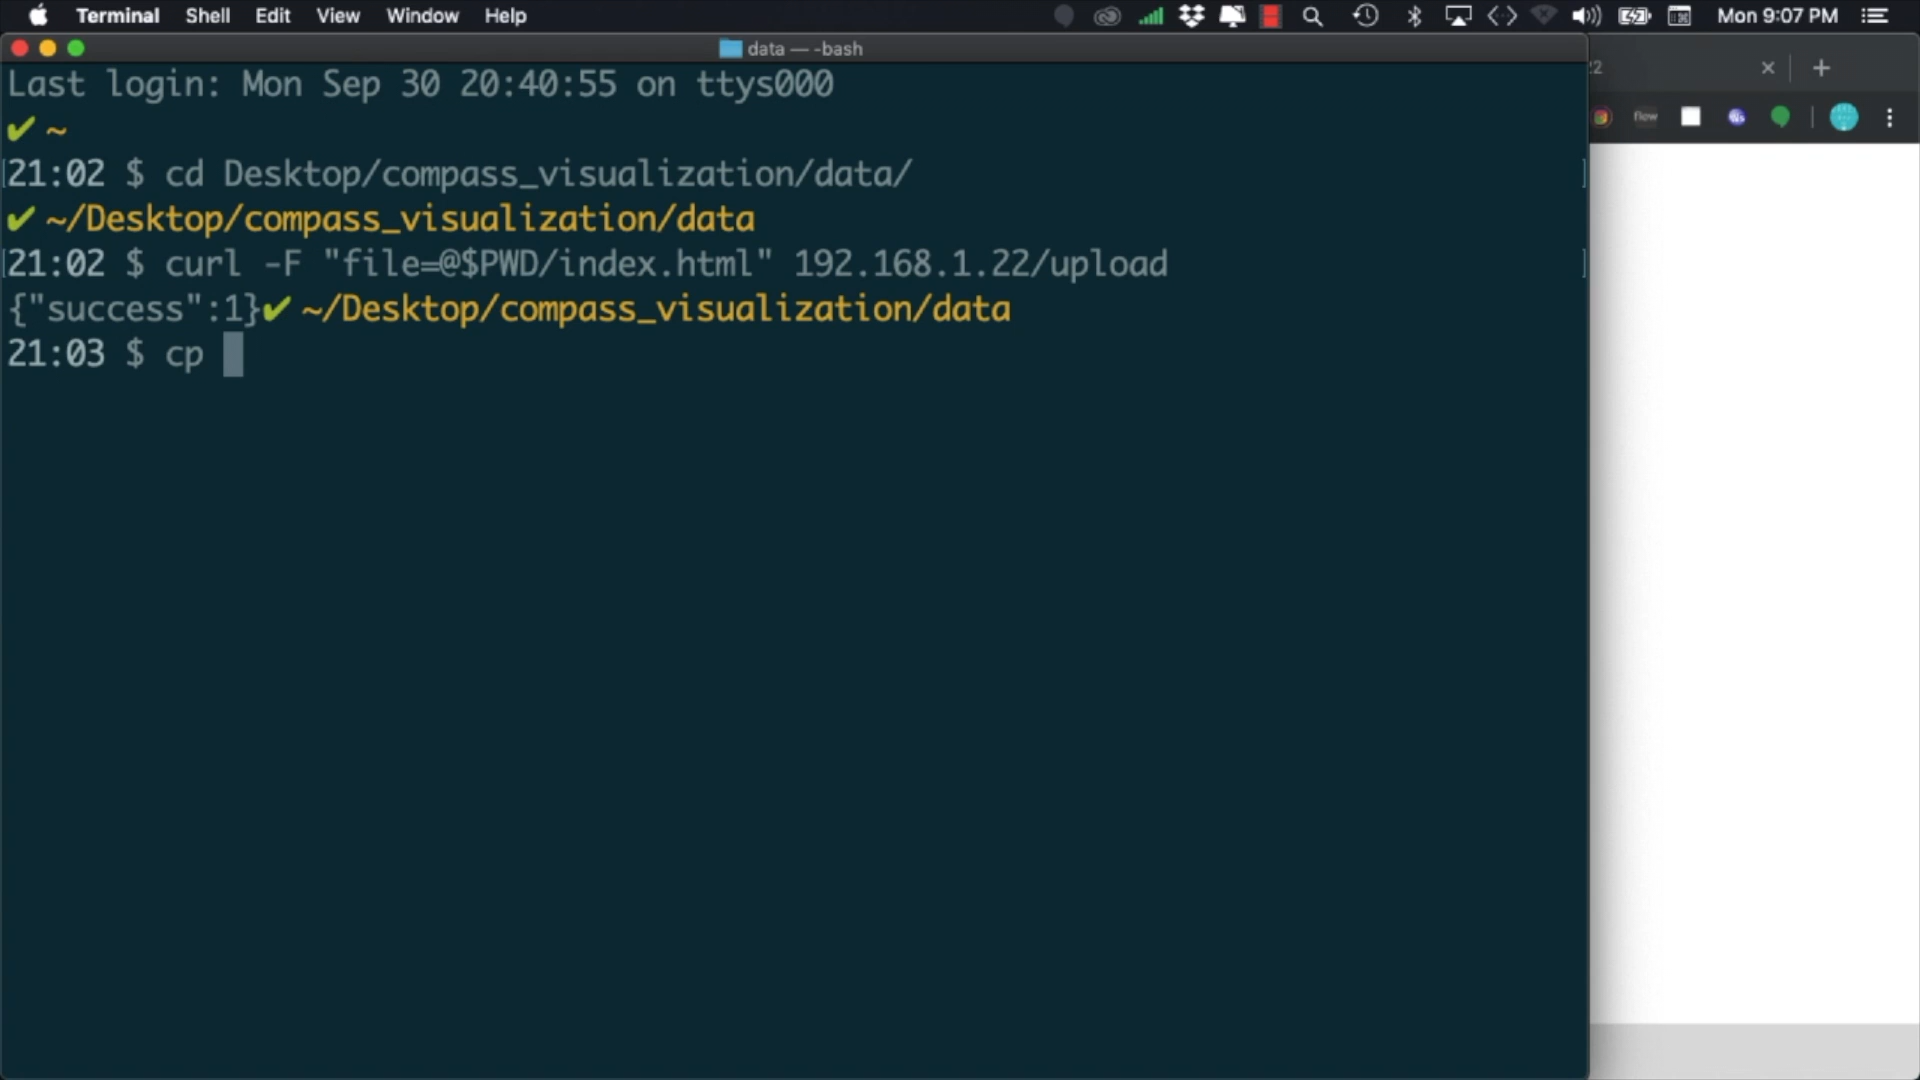 Terminal Shell Edit View Window Help Mon 9:07 PM
data — -bash
Last login: Mon Sep 30 20:40:55 on ttys000
✔ ~
[21:02 $ cd Desktop/compass_visualization/data/ ]
✔ ~/Desktop/compass_visualization/data
[21:02 $ curl -F "file=@$PWD/index.html" 192.168.1.22/upload ]
{"success":1}✔ ~/Desktop/compass_visualization/data
21:03 $ cp
22
flow